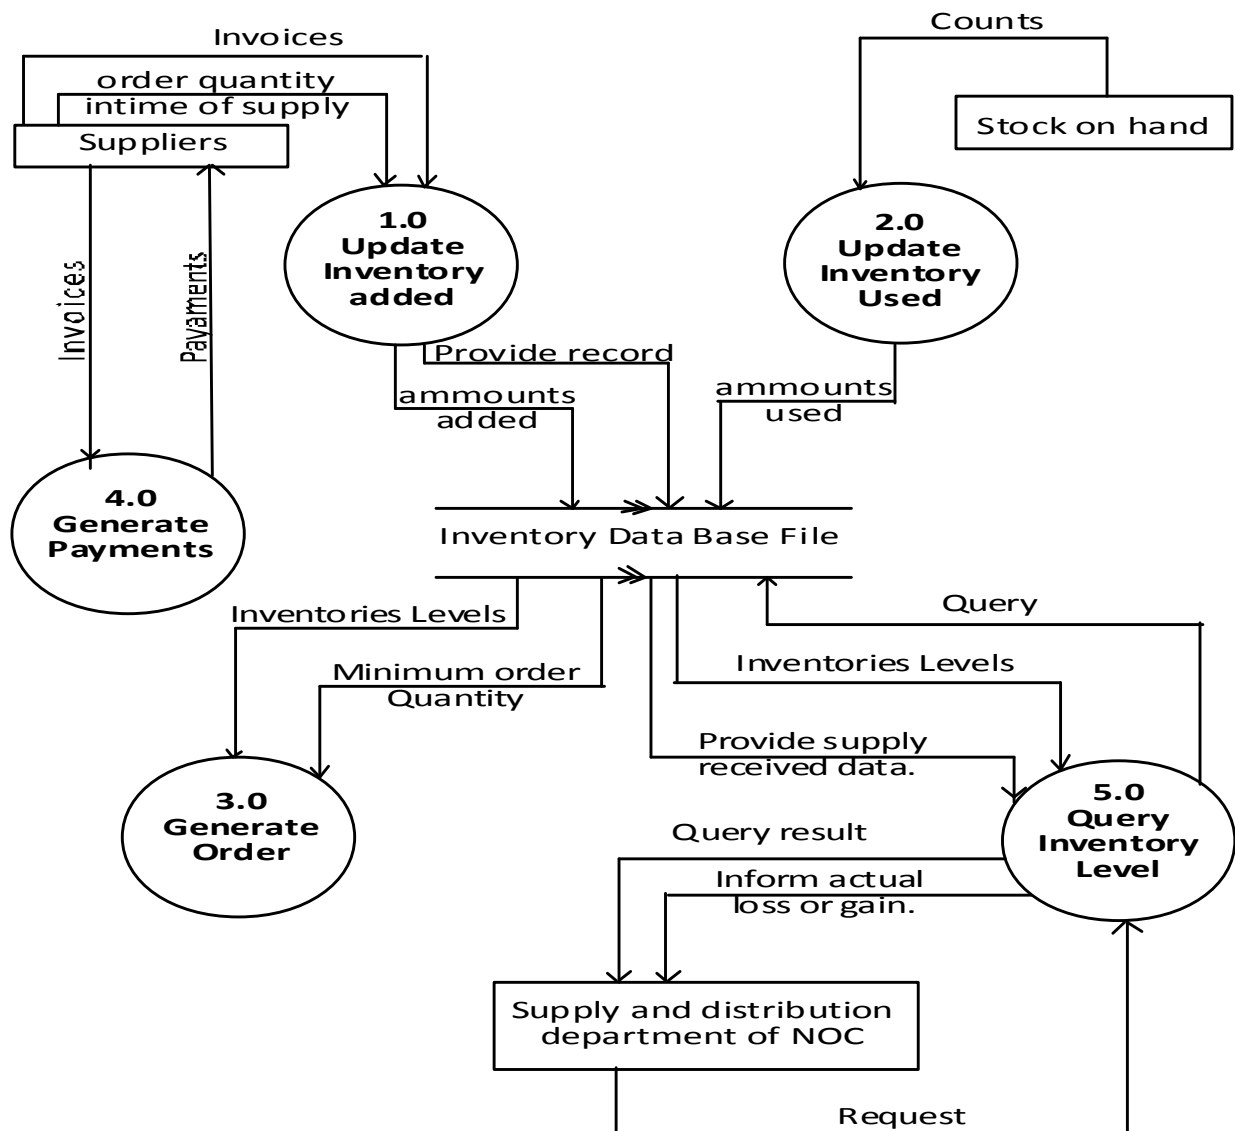 Invoices
order quantity
intime of supply
Suppliers
Counts
Stock on hand
1.0
Update
Inventory
added
2.0
Update
Inventory
Used
Invoices
Payaments
Provide record
ammounts
added
ammounts
used
4.0
Generate
Payments
Inventory Data Base File
Inventories Levels
Query
Minimum order
Quantity
Inventories Levels
Provide supply
received data.
3.0
Generate
Order
5.0
Query
Inventory
Level
Query result
Inform actual
loss or gain.
Supply and distribution
department of NOC
Request